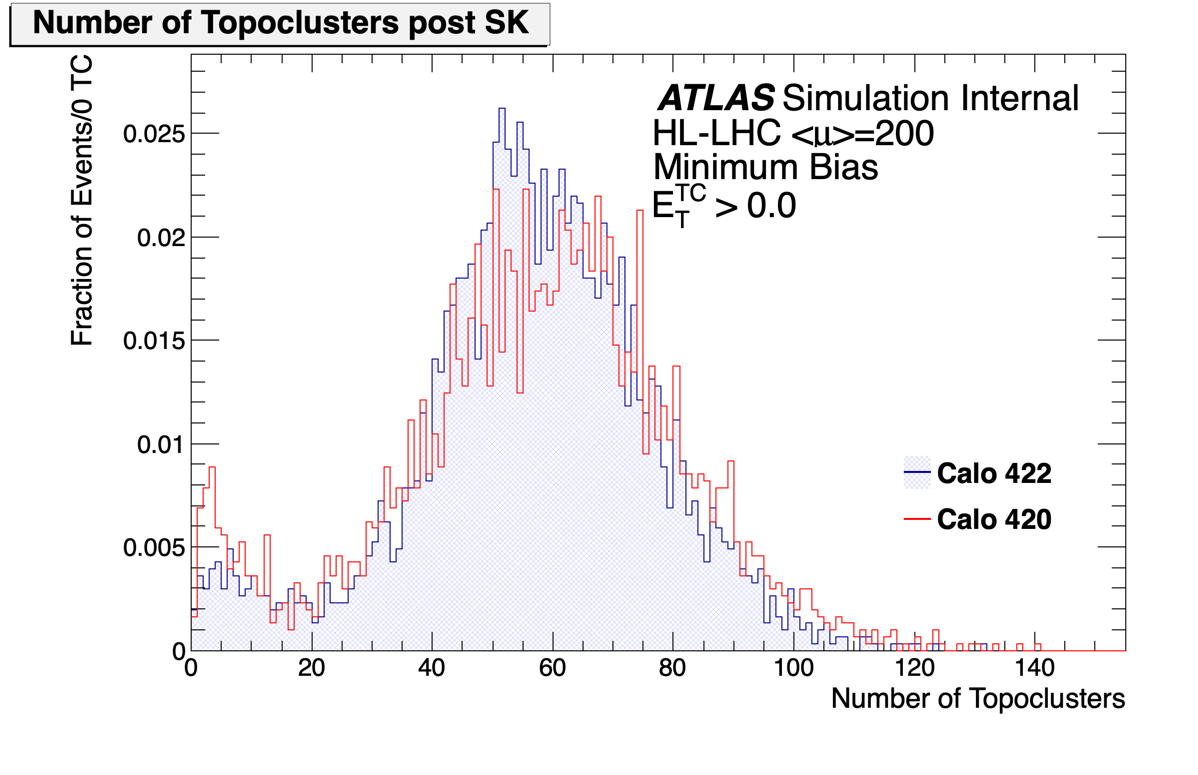 Number of Topoclusters post SK
Fraction of Events/0 TC
ATLAS Simulation Internal
HL-LHC <μ>=200
Minimum Bias
E_T^TC > 0.0
0.025
0.02
0.015
0.01
0.005
0
Calo 422
Calo 420
0 20 40 60 80 100 120 140
Number of Topoclusters